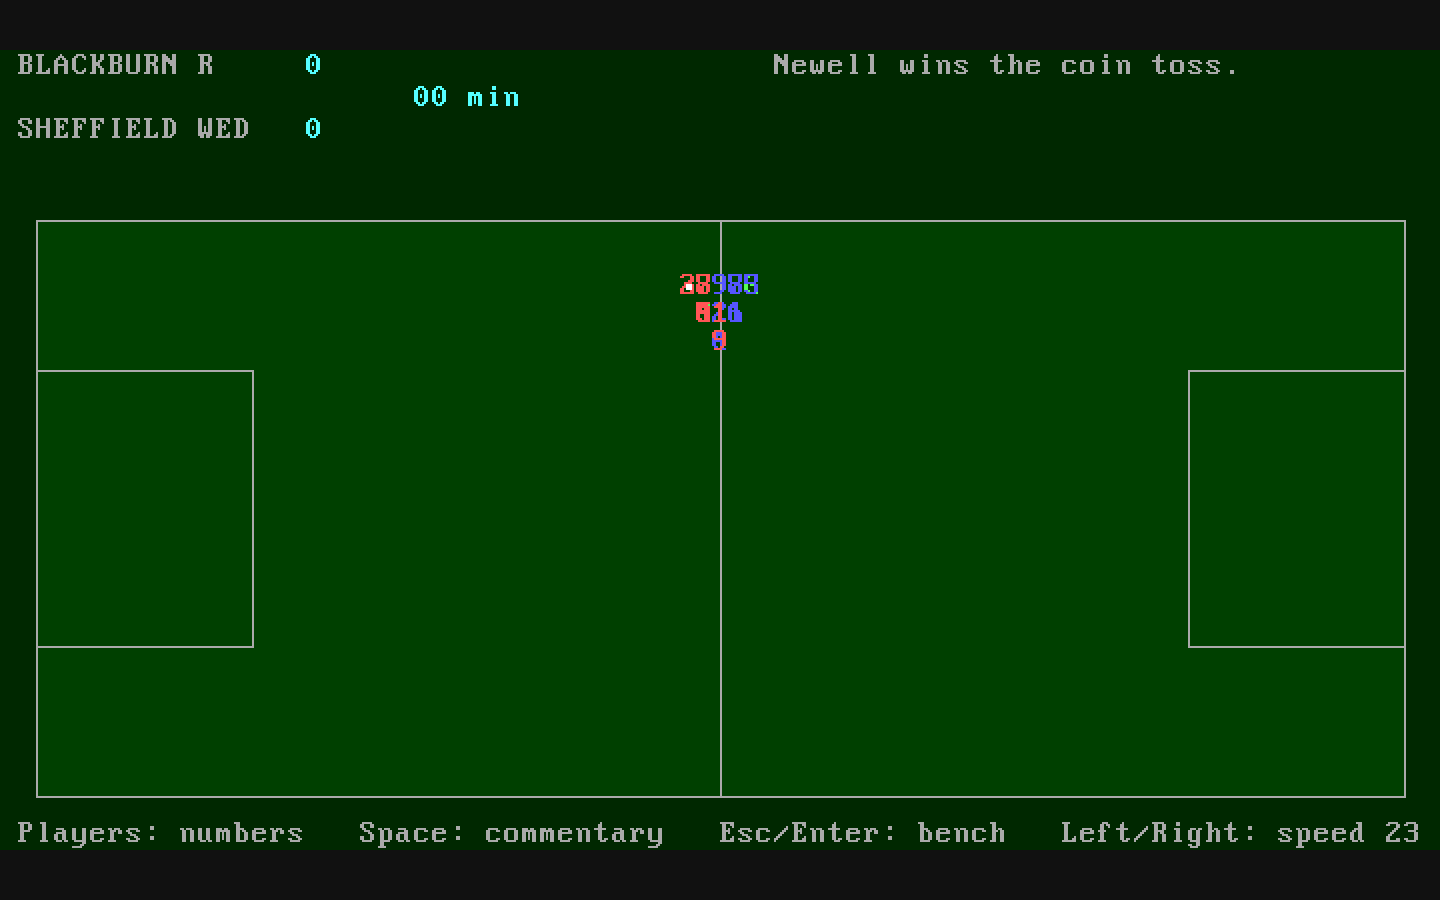 BLACKBURN R 0 Newell wins the coin toss.
00 min
SHEFFIELD WED 0
Players: numbers Space: commentary Esc/Enter: bench Left/Right: speed 23